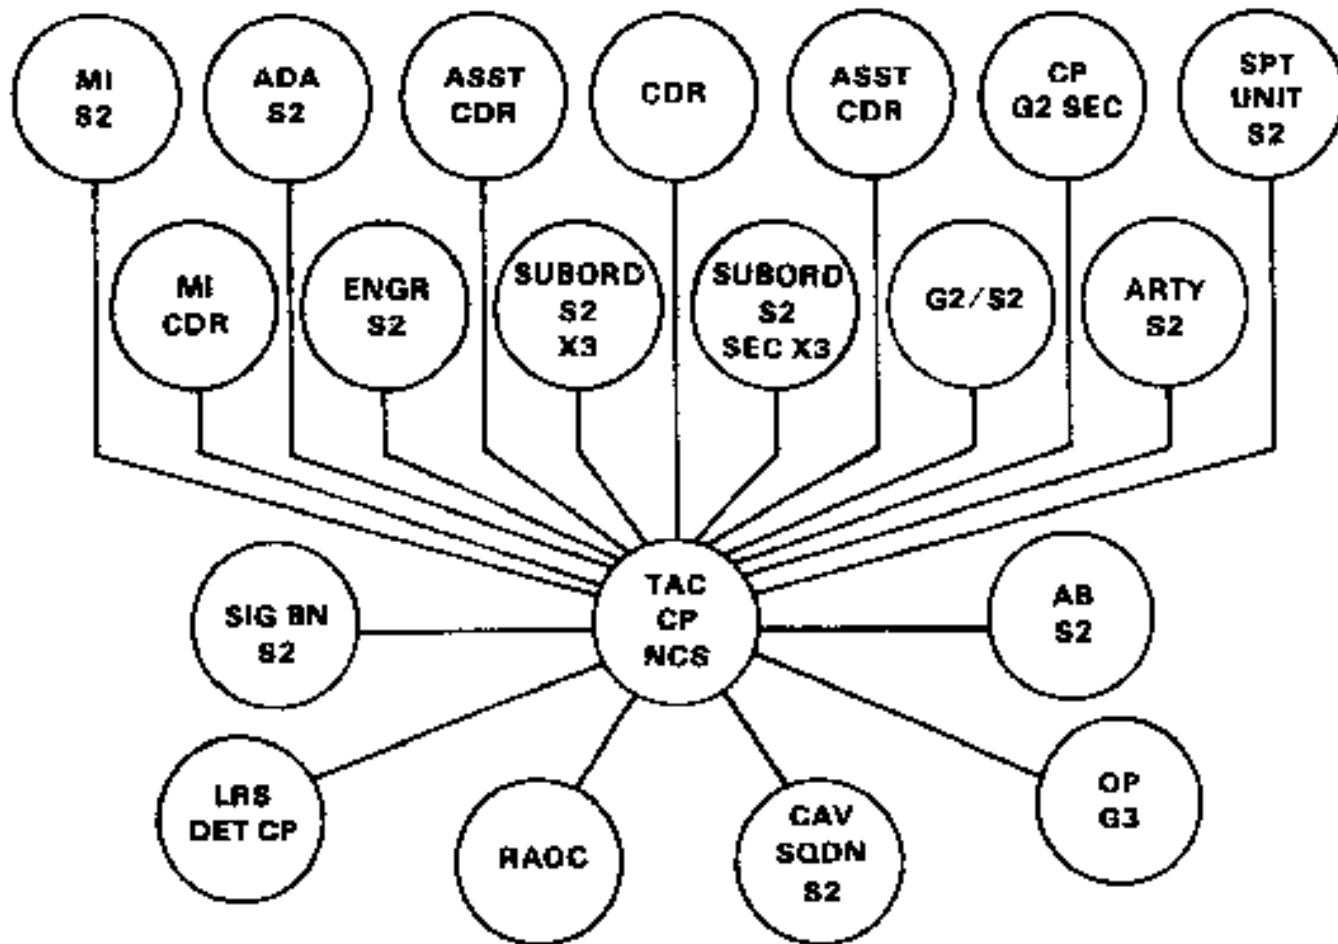 MI
S2
ADA
S2
ASST
CDR
CDR
ASST
CDR
CP
G2 SEC
SPT
UNIT
S2
MI
CDR
ENGR
S2
SUBORD
S2
X3
SUBORD
S2
SEC X3
G2/S2
ARTY
S2
TAC
CP
NCS
SIG BN
S2
AB
S2
LRS
DET CP
RAOC
CAV
SQDN
S2
OP
G3